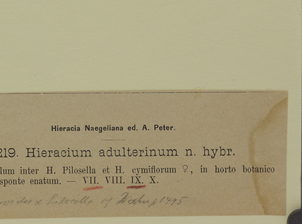 Hieracia Naegeliana ed. A. Peter.
219. Hieracium adulterinum n. hybr.
lum inter H. Pilosella et H. cymiflorum ♀, in horto botanico
sponte enatum. — VII. VIII. IX. X.
x Pilosella